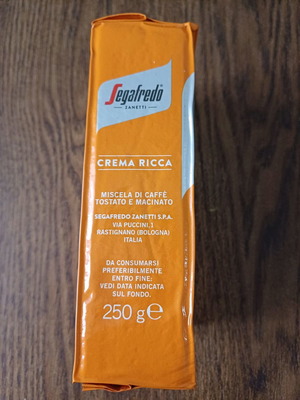 Segafredo
ZANETTI
CREMA RICCA
MISCELA DI CAFFÈ
TOSTATO E MACINATO
SEGAFREDO ZANETTI S.P.A.
VIA PUCCINI,1
RASTIGNANO (BOLOGNA)
ITALIA
DA CONSUMARSI
PREFERIBILMENTE
ENTRO FINE:
VEDI DATA INDICATA
SUL FONDO.
250 g℮